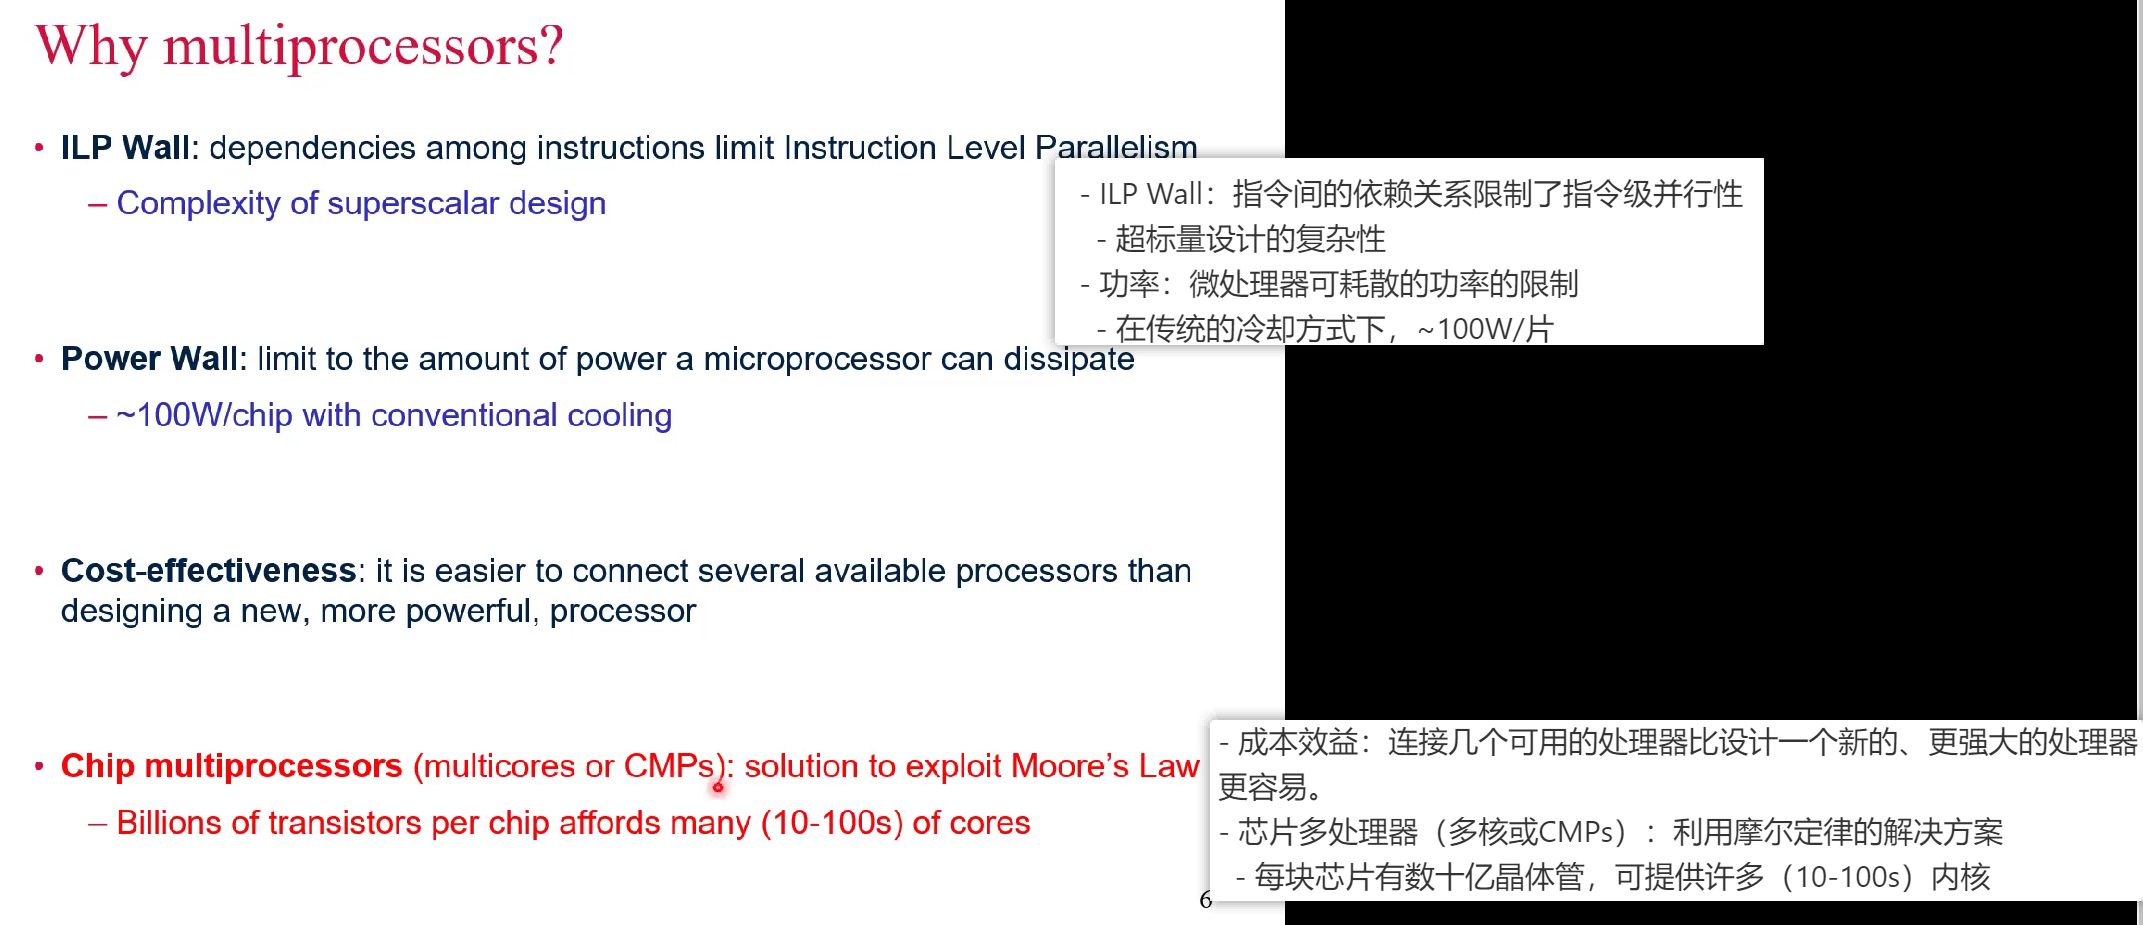 Why multiprocessors?
• ILP Wall: dependencies among instructions limit Instruction Level Parallelism
– Complexity of superscalar design
- ILP Wall：指令间的依赖关系限制了指令级并行性
- 超标量设计的复杂性
- 功率：微处理器可耗散的功率的限制
- 在传统的冷却方式下，~100W/片
• Power Wall: limit to the amount of power a microprocessor can dissipate
– ~100W/chip with conventional cooling
• Cost-effectiveness: it is easier to connect several available processors than
designing a new, more powerful, processor
• Chip multiprocessors (multicores or CMPs): solution to exploit Moore's Law
– Billions of transistors per chip affords many (10-100s) of cores
- 成本效益：连接几个可用的处理器比设计一个新的、更强大的处理器
更容易。
- 芯片多处理器（多核或CMPs）：利用摩尔定律的解决方案
- 每块芯片有数十亿晶体管，可提供许多（10-100s）内核
6